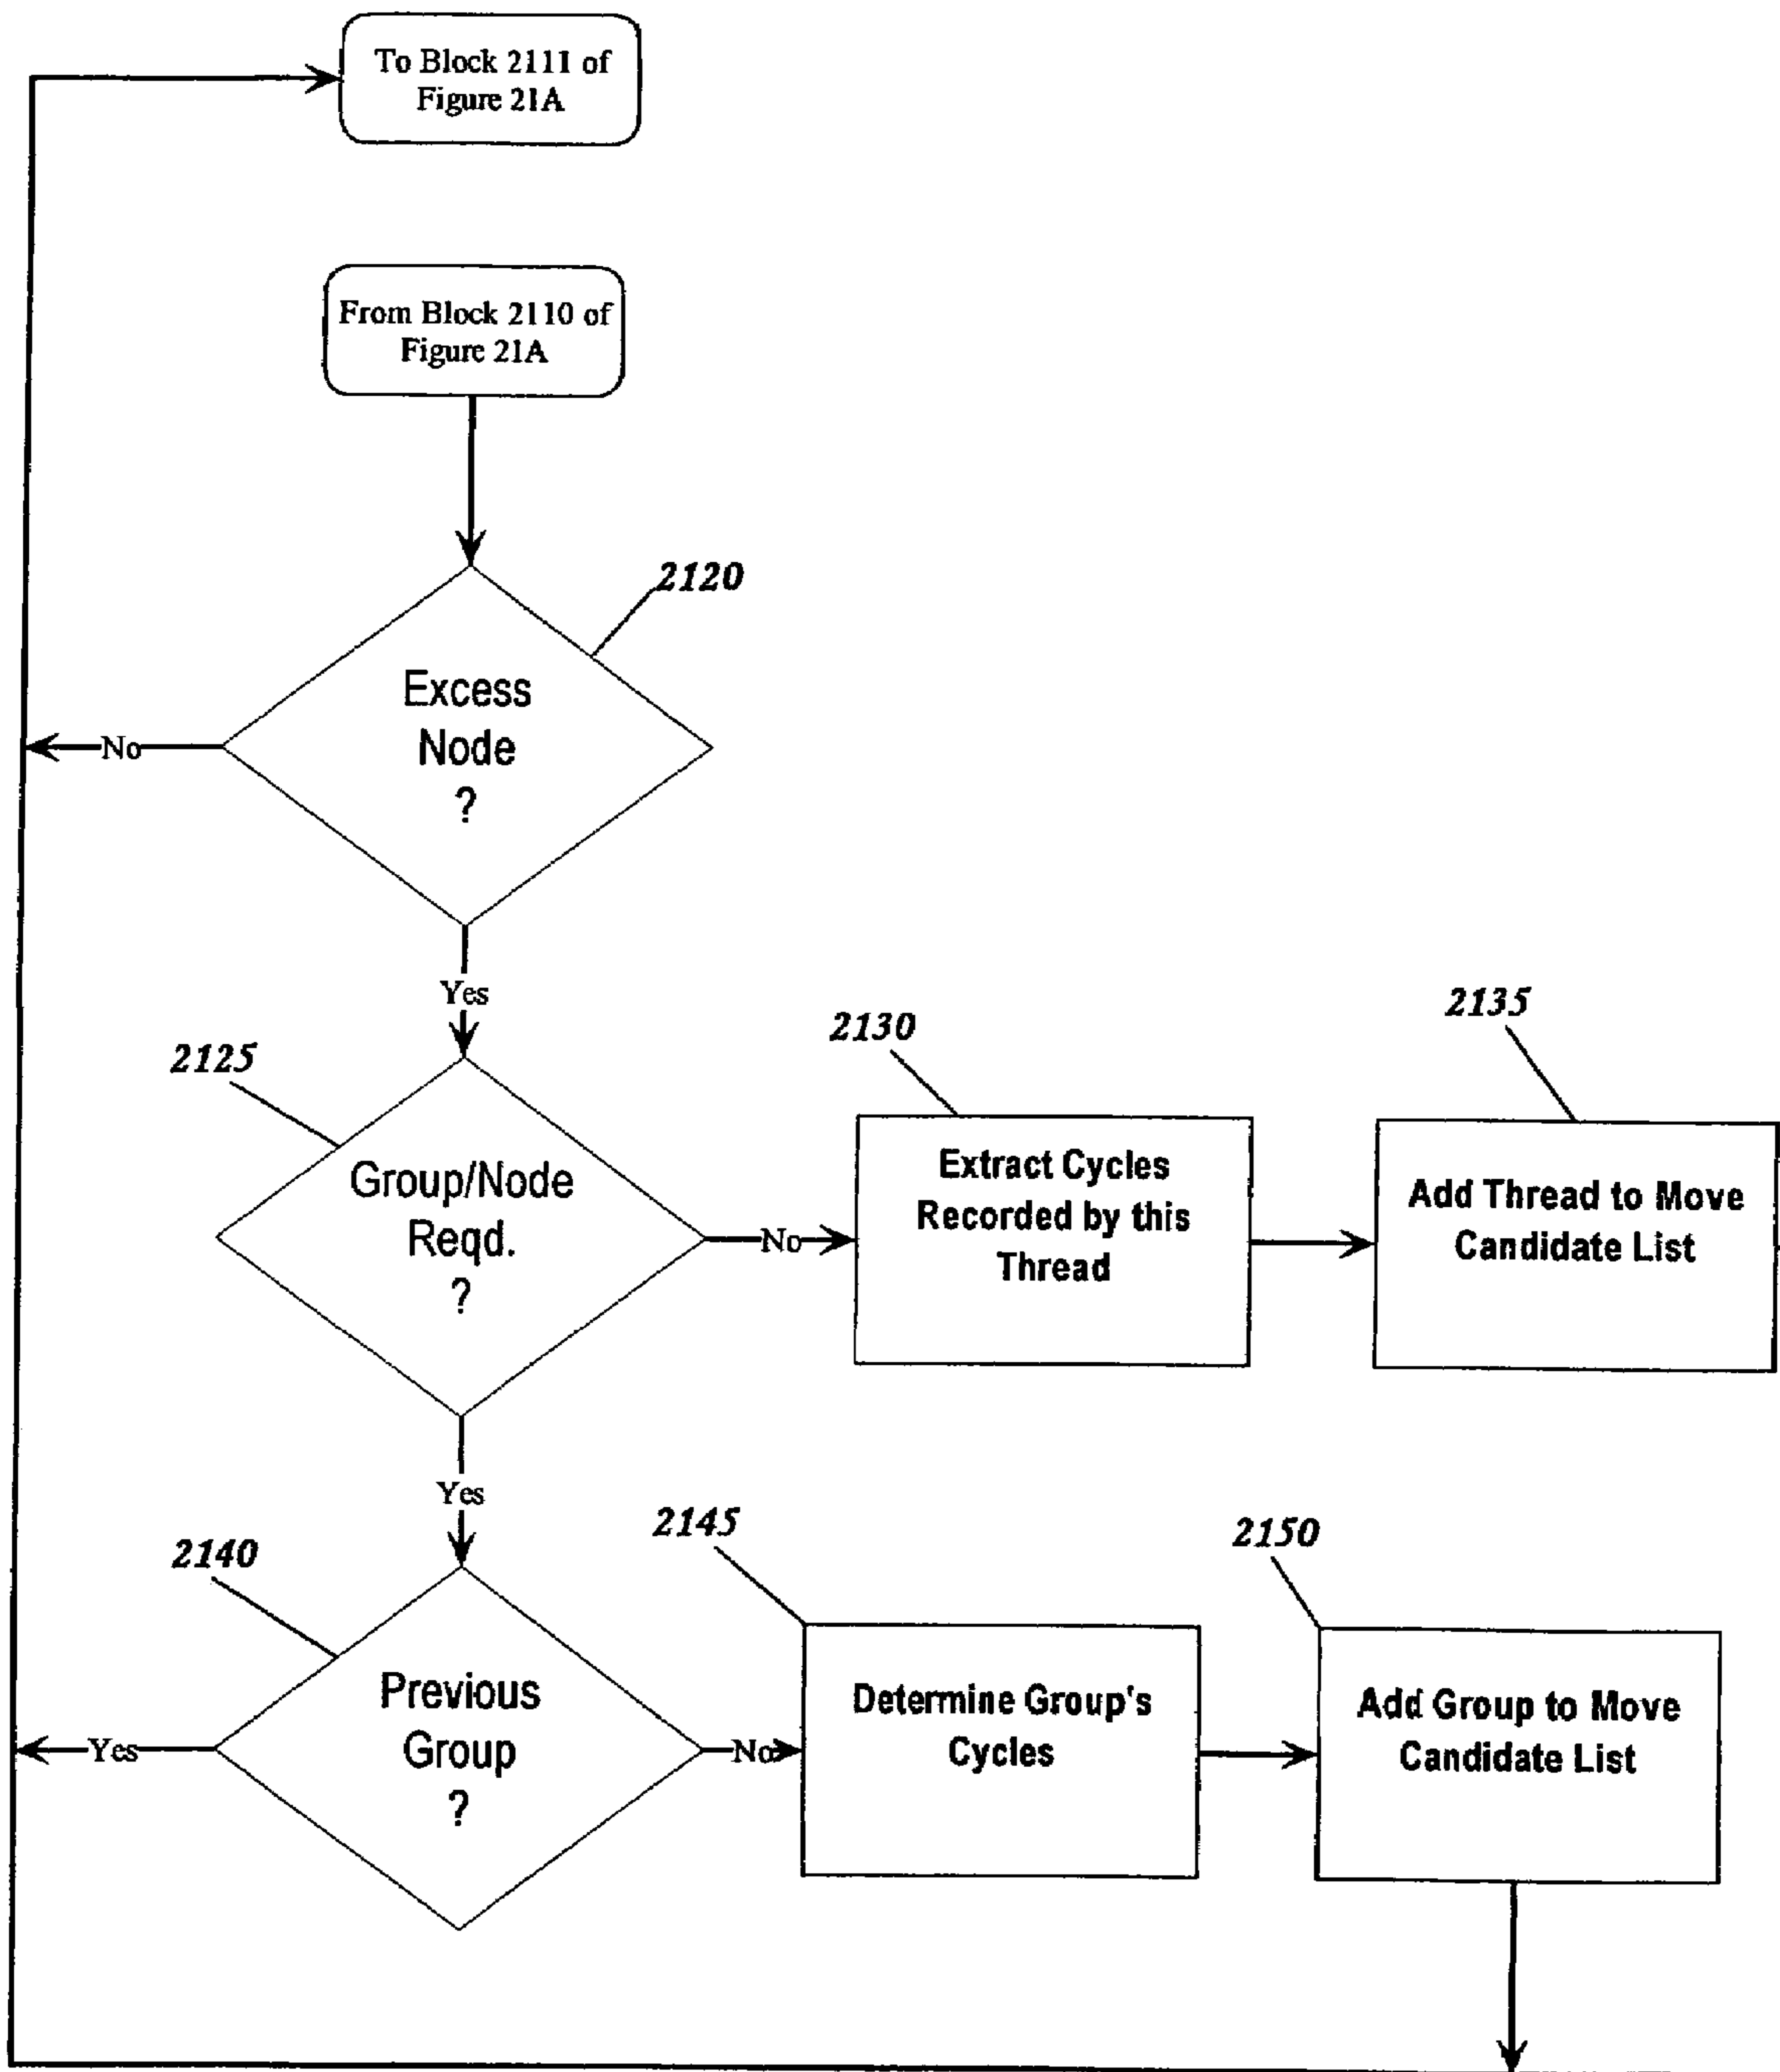 To Block 2111 of
Figure 21A
From Block 2110 of
Figure 21A
2120
Excess
Node
?
No
Yes
2125
Group/Node
Reqd.
?
No
2130
Extract Cycles
Recorded by this
Thread
2135
Add Thread to Move
Candidate List
Yes
2140
Previous
Group
?
Yes
No
2145
Determine Group's
Cycles
2150
Add Group to Move
Candidate List